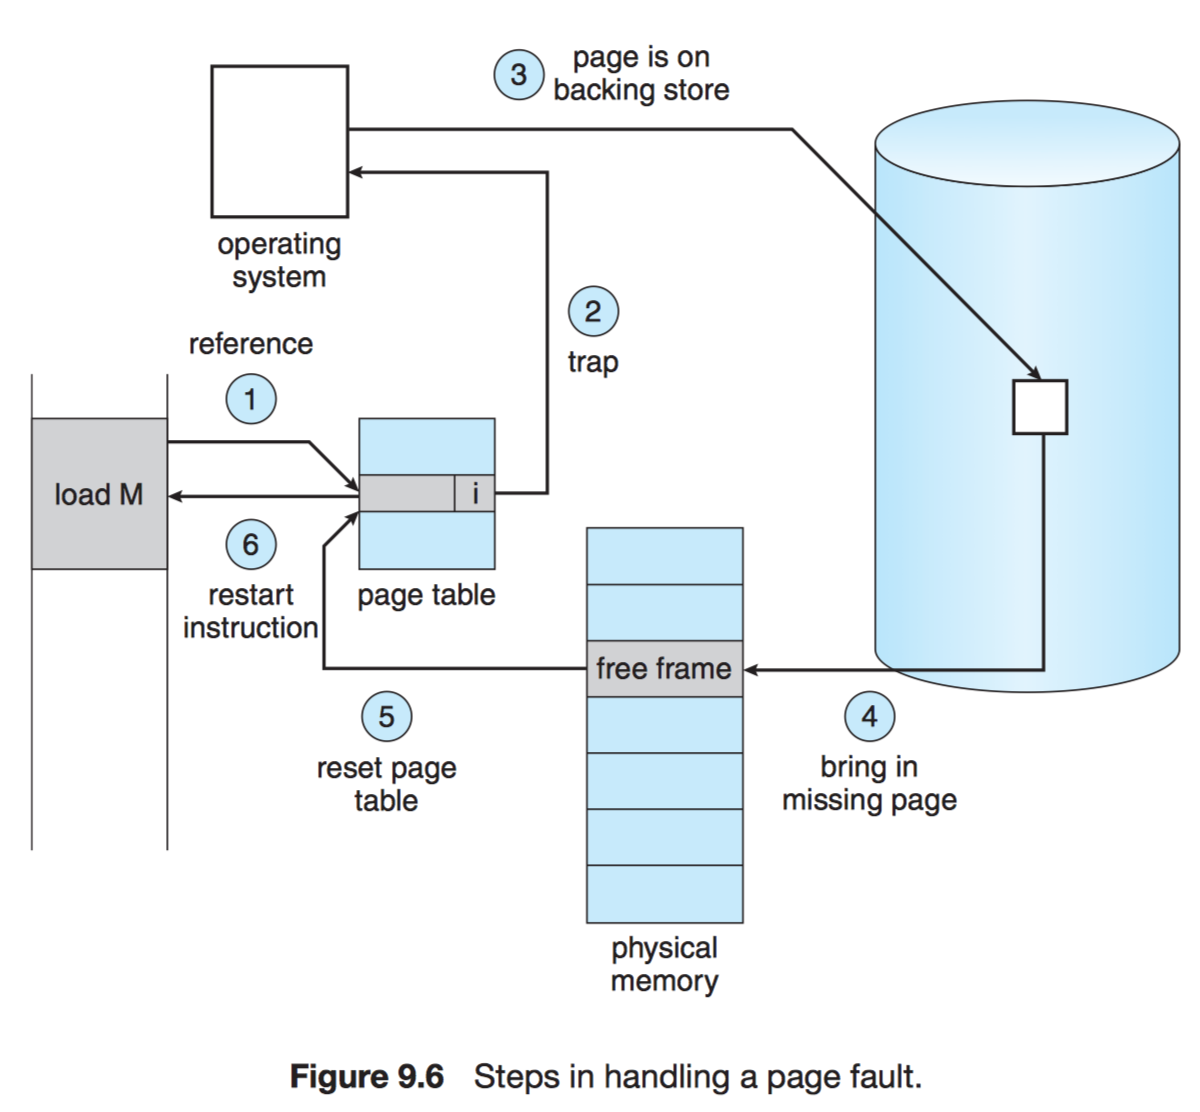 3
page is on
backing store
operating
system
2
trap
reference
1
load M
i
6
restart
instruction
page table
free frame
5
reset page
table
4
bring in
missing page
physical
memory
Figure 9.6 Steps in handling a page fault.